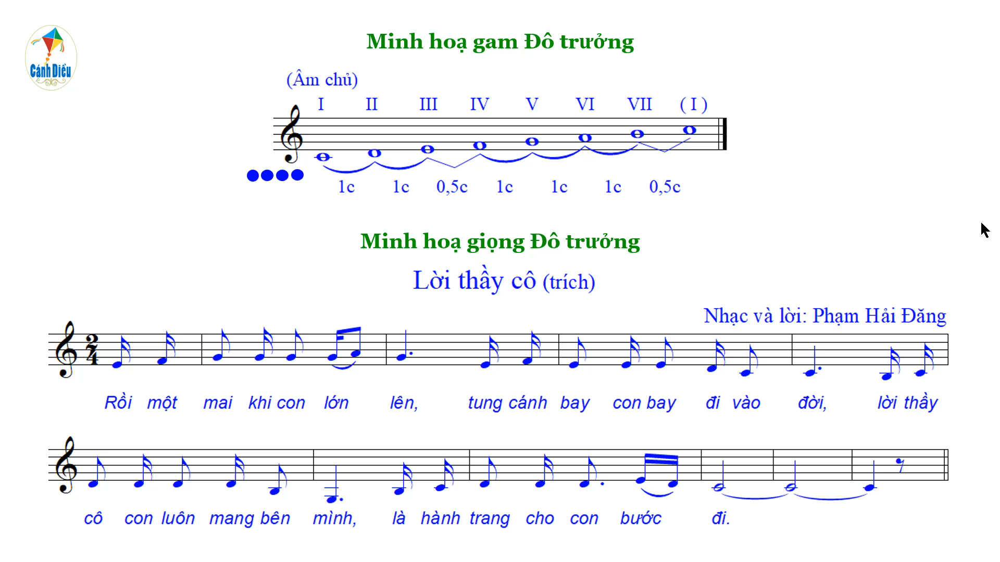 Cánh Diều
Minh hoạ gam Đô trưởng
(Âm chủ)
I II III IV V VI VII ( I )
1c 1c 0,5c 1c 1c 1c 0,5c
Minh hoạ giọng Đô trưởng
Lời thầy cô (trích)
Nhạc và lời: Phạm Hải Đăng
2
4
Rồi một mai khi con lớn lên, tung cánh bay con bay đi vào đời, lời thầy
cô con luôn mang bên mình, là hành trang cho con bước đi.